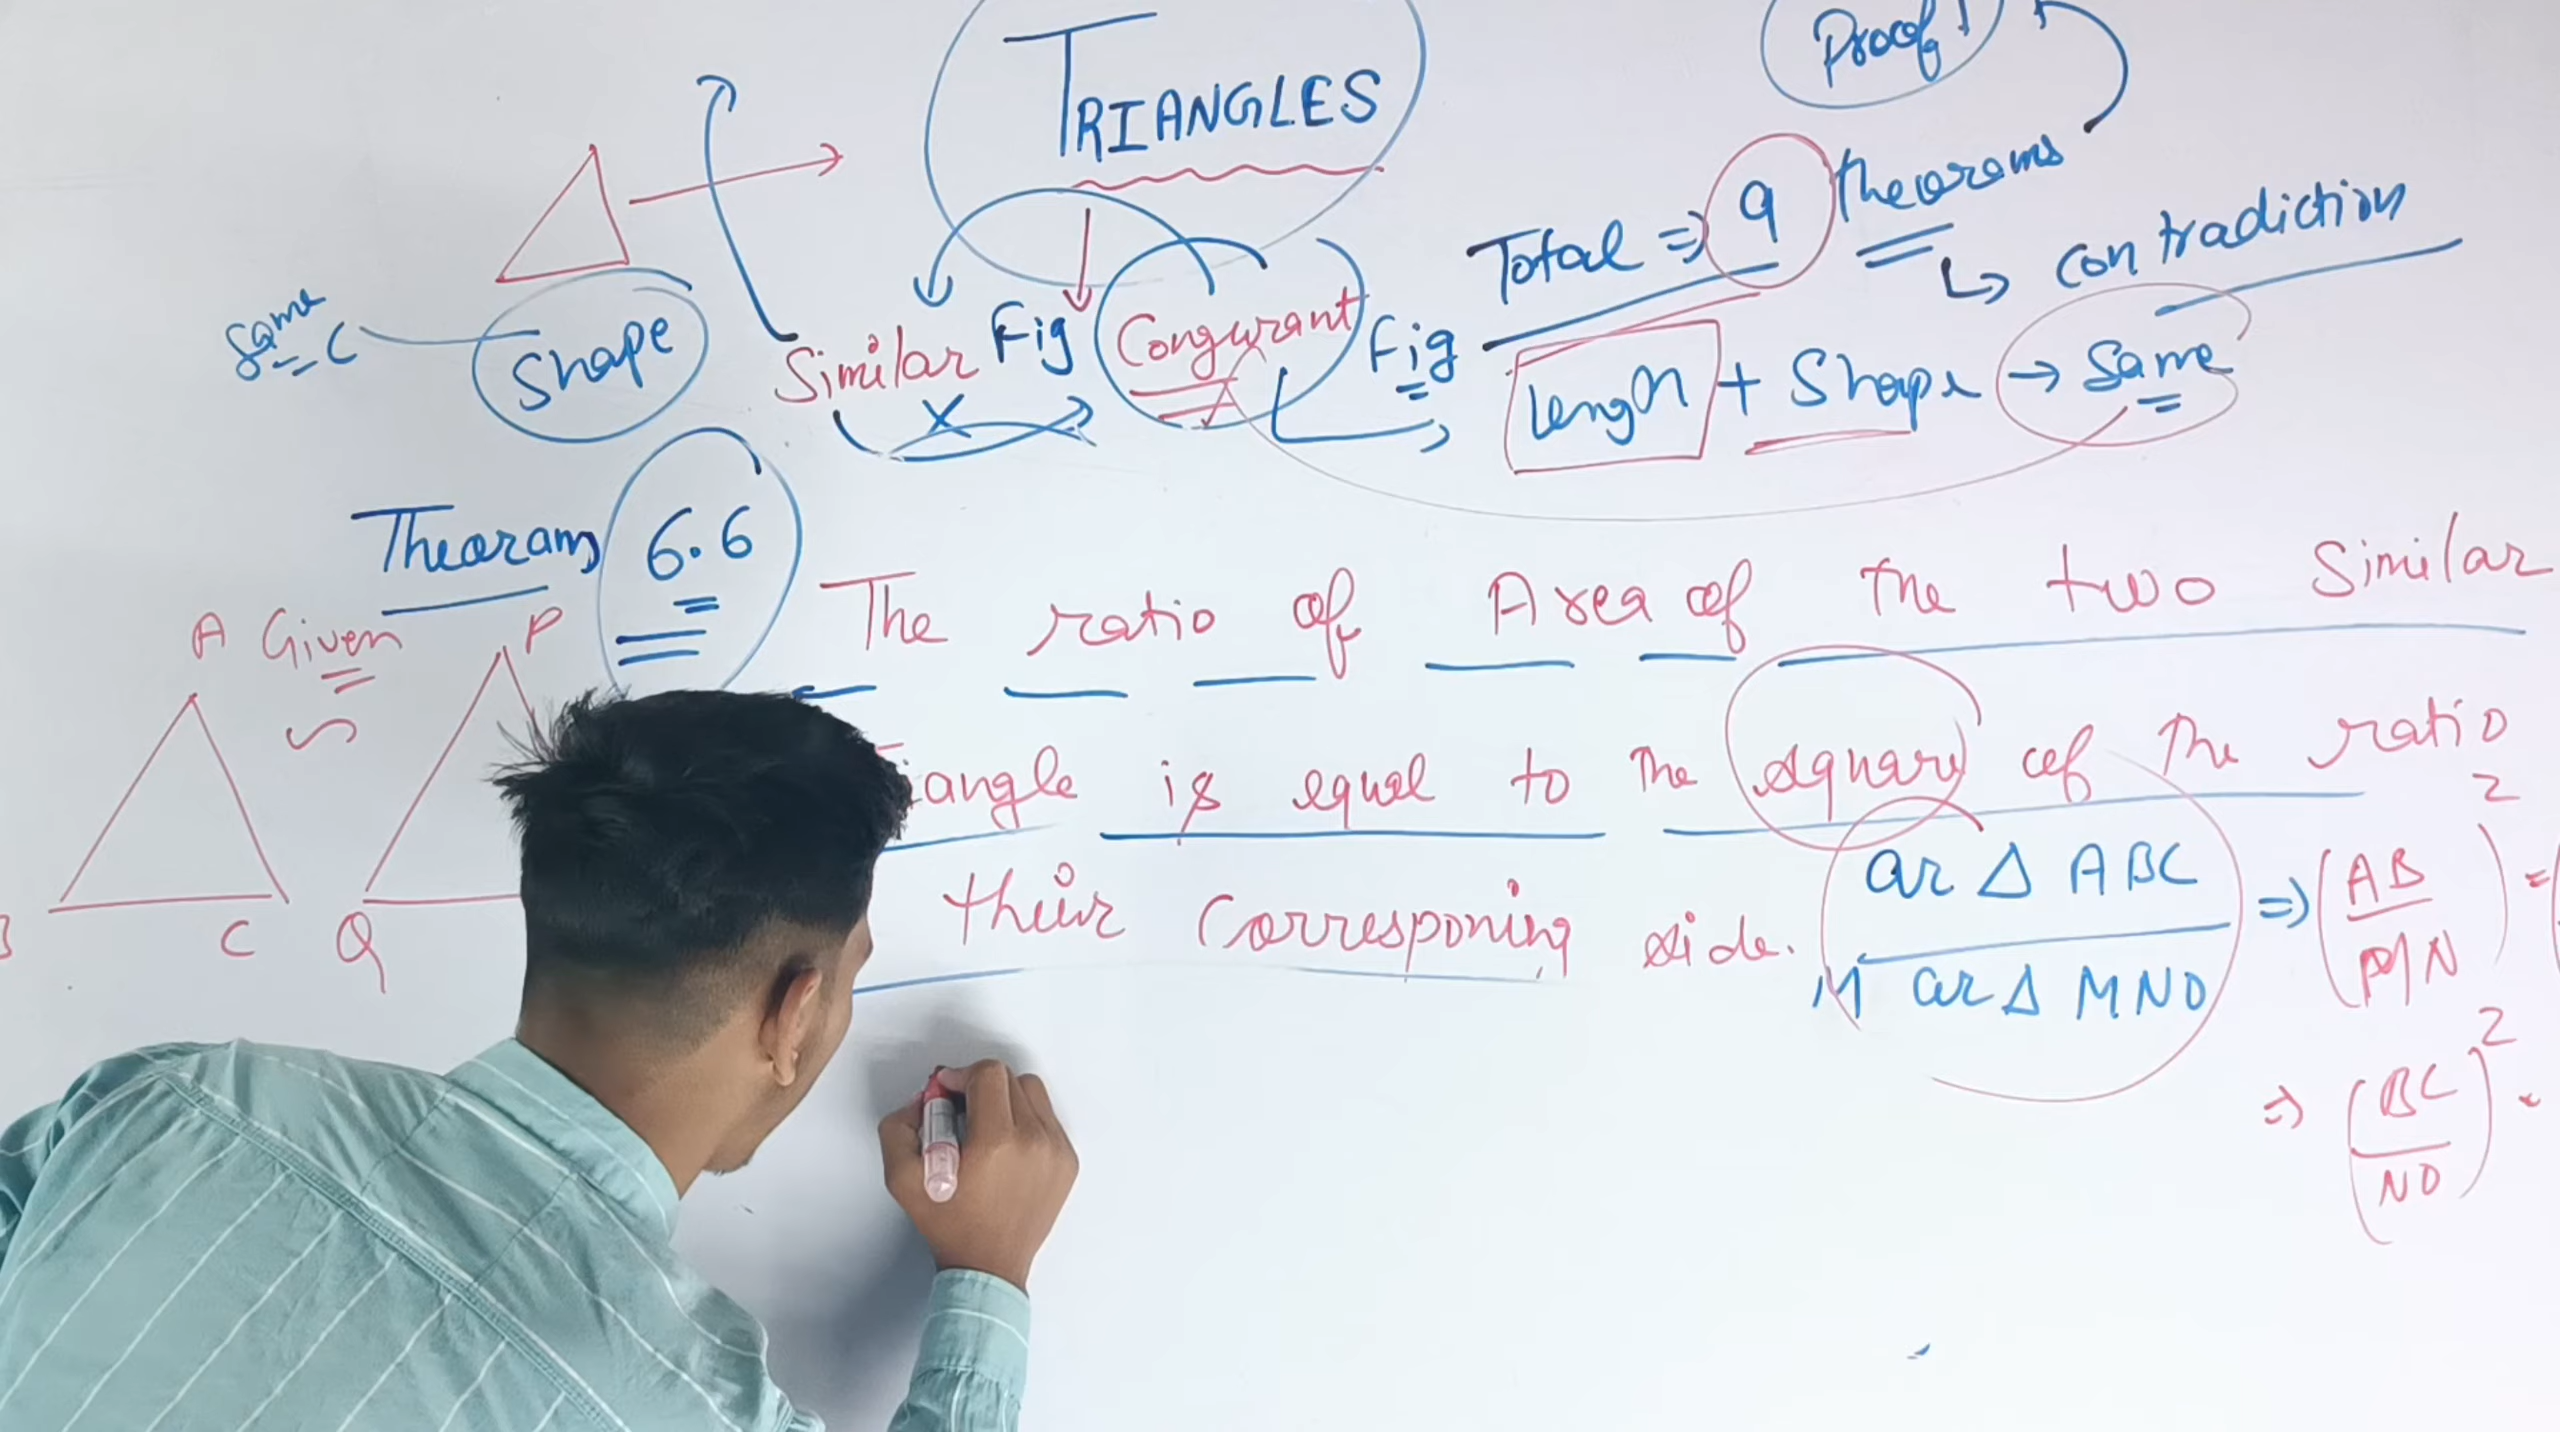 TRIANGLES
Proof
Total ⇒ 9 theorams
↳ contradiction
Same
Shape
Similar Fig Congurant Fig
length + Shape → Same
Theoram 6.6
The ratio of Area of the two Similar
iangle is equal to the square of the ratio
their Corresponing side.
Given
A
P
∽
B
C
Q
ar Δ ABC ⇒ (AB
ar Δ MNO MN)² =
⇒ (BC
NO)²